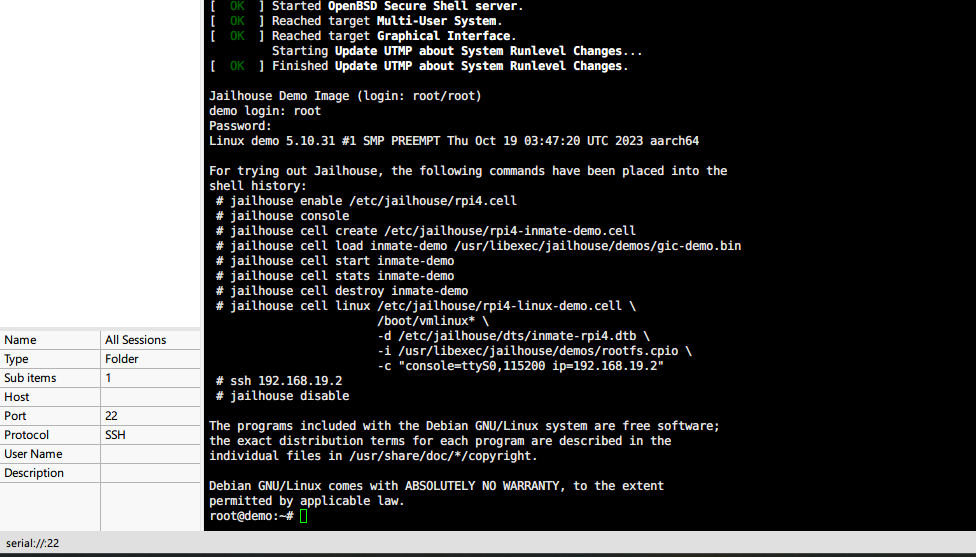 [  OK  ] Started OpenBSD Secure Shell server.
[  OK  ] Reached target Multi-User System.
[  OK  ] Reached target Graphical Interface.
         Starting Update UTMP about System Runlevel Changes...
[  OK  ] Finished Update UTMP about System Runlevel Changes.

Jailhouse Demo Image (login: root/root)
demo login: root
Password:
Linux demo 5.10.31 #1 SMP PREEMPT Thu Oct 19 03:47:20 UTC 2023 aarch64

For trying out Jailhouse, the following commands have been placed into the
shell history:
 # jailhouse enable /etc/jailhouse/rpi4.cell
 # jailhouse console
 # jailhouse cell create /etc/jailhouse/rpi4-inmate-demo.cell
 # jailhouse cell load inmate-demo /usr/libexec/jailhouse/demos/gic-demo.bin
 # jailhouse cell start inmate-demo
 # jailhouse cell stats inmate-demo
 # jailhouse cell destroy inmate-demo
 # jailhouse cell linux /etc/jailhouse/rpi4-linux-demo.cell \
                        /boot/vmlinux* \
                        -d /etc/jailhouse/dts/inmate-rpi4.dtb \
                        -i /usr/libexec/jailhouse/demos/rootfs.cpio \
                        -c "console=ttyS0,115200 ip=192.168.19.2"
 # ssh 192.168.19.2
 # jailhouse disable

The programs included with the Debian GNU/Linux system are free software;
the exact distribution terms for each program are described in the
individual files in /usr/share/doc/*/copyright.

Debian GNU/Linux comes with ABSOLUTELY NO WARRANTY, to the extent
permitted by applicable law.
root@demo:~#
Name All Sessions
Type Folder
Sub items 1
Host
Port 22
Protocol SSH
User Name
Description
serial://:22